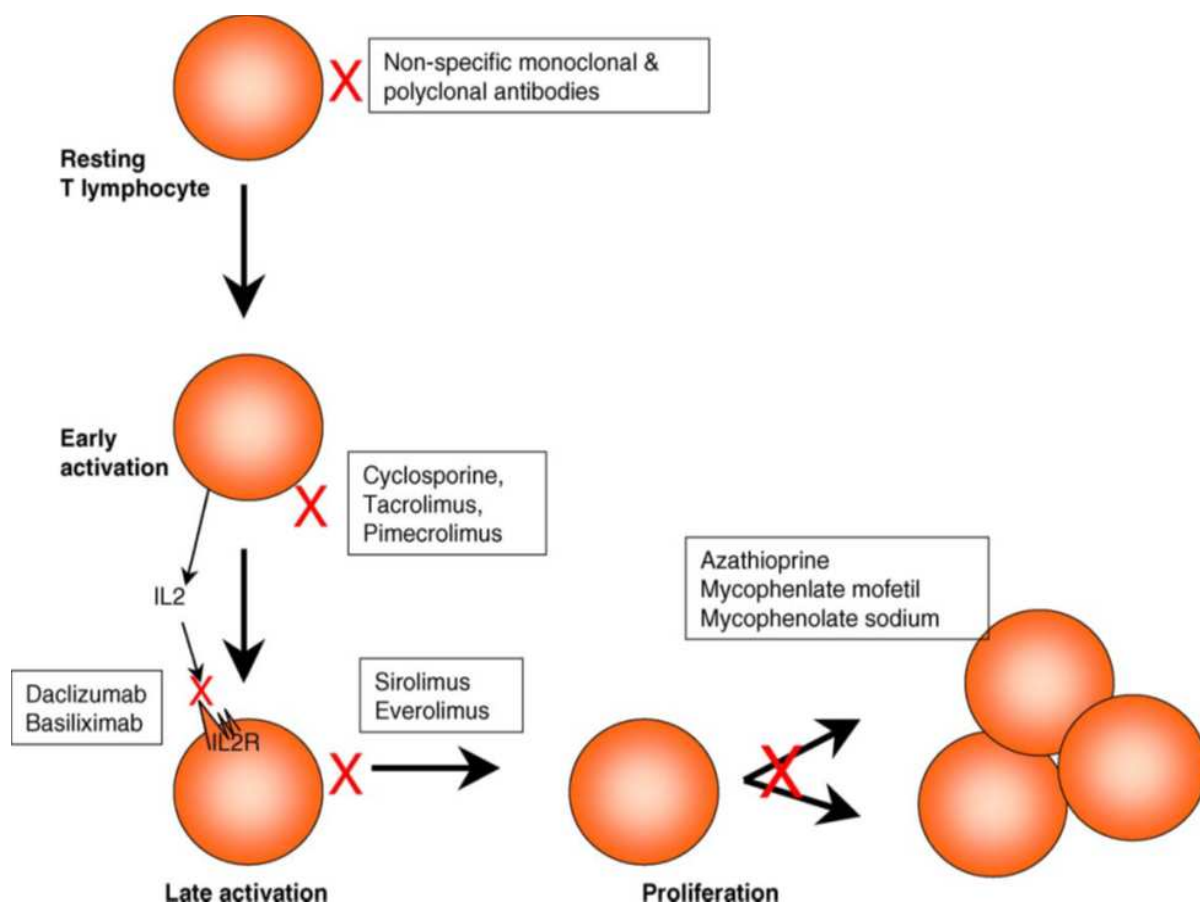 Non-specific monoclonal &
polyclonal antibodies
Resting
T lymphocyte
Early
activation
Cyclosporine,
Tacrolimus,
Pimecrolimus
IL2
Azathioprine
Mycophenlate mofetil
Mycophenolate sodium
Daclizumab
Basiliximab
Sirolimus
Everolimus
IL2R
Late activation
Proliferation